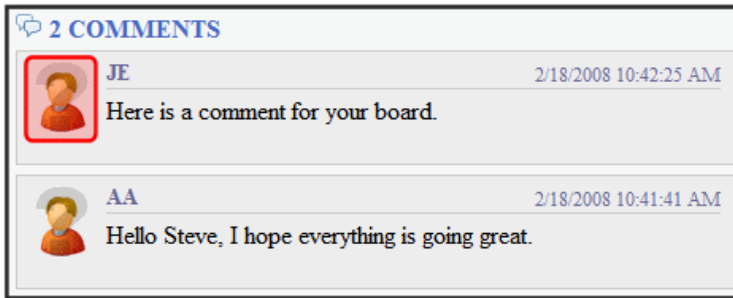 2 COMMENTS
JE 2/18/2008 10:42:25 AM
Here is a comment for your board.
AA 2/18/2008 10:41:41 AM
Hello Steve, I hope everything is going great.